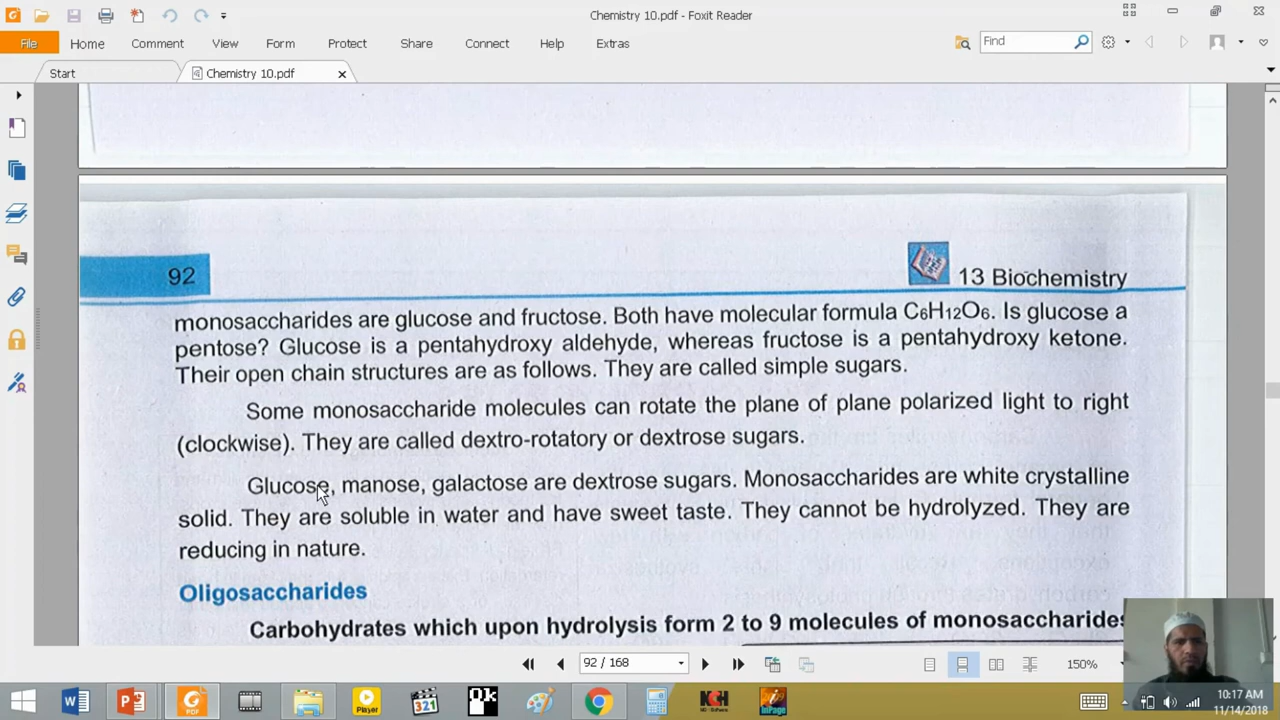 Chemistry 10.pdf - Foxit Reader
File Home Comment View Form Protect Share Connect Help Extras Find
Start Chemistry 10.pdf
92
13 Biochemistry
monosaccharides are glucose and fructose. Both have molecular formula C6H12O6. Is glucose a
pentose? Glucose is a pentahydroxy aldehyde, whereas fructose is a pentahydroxy ketone.
Their open chain structures are as follows. They are called simple sugars.
Some monosaccharide molecules can rotate the plane of plane polarized light to right
(clockwise). They are called dextro-rotatory or dextrose sugars.
Glucose, manose, galactose are dextrose sugars. Monosaccharides are white crystalline
solid. They are soluble in water and have sweet taste. They cannot be hydrolyzed. They are
reducing in nature.
Oligosaccharides
Carbohydrates which upon hydrolysis form 2 to 9 molecules of monosaccharides
92 / 168
150%
10:17 AM
11/14/2018